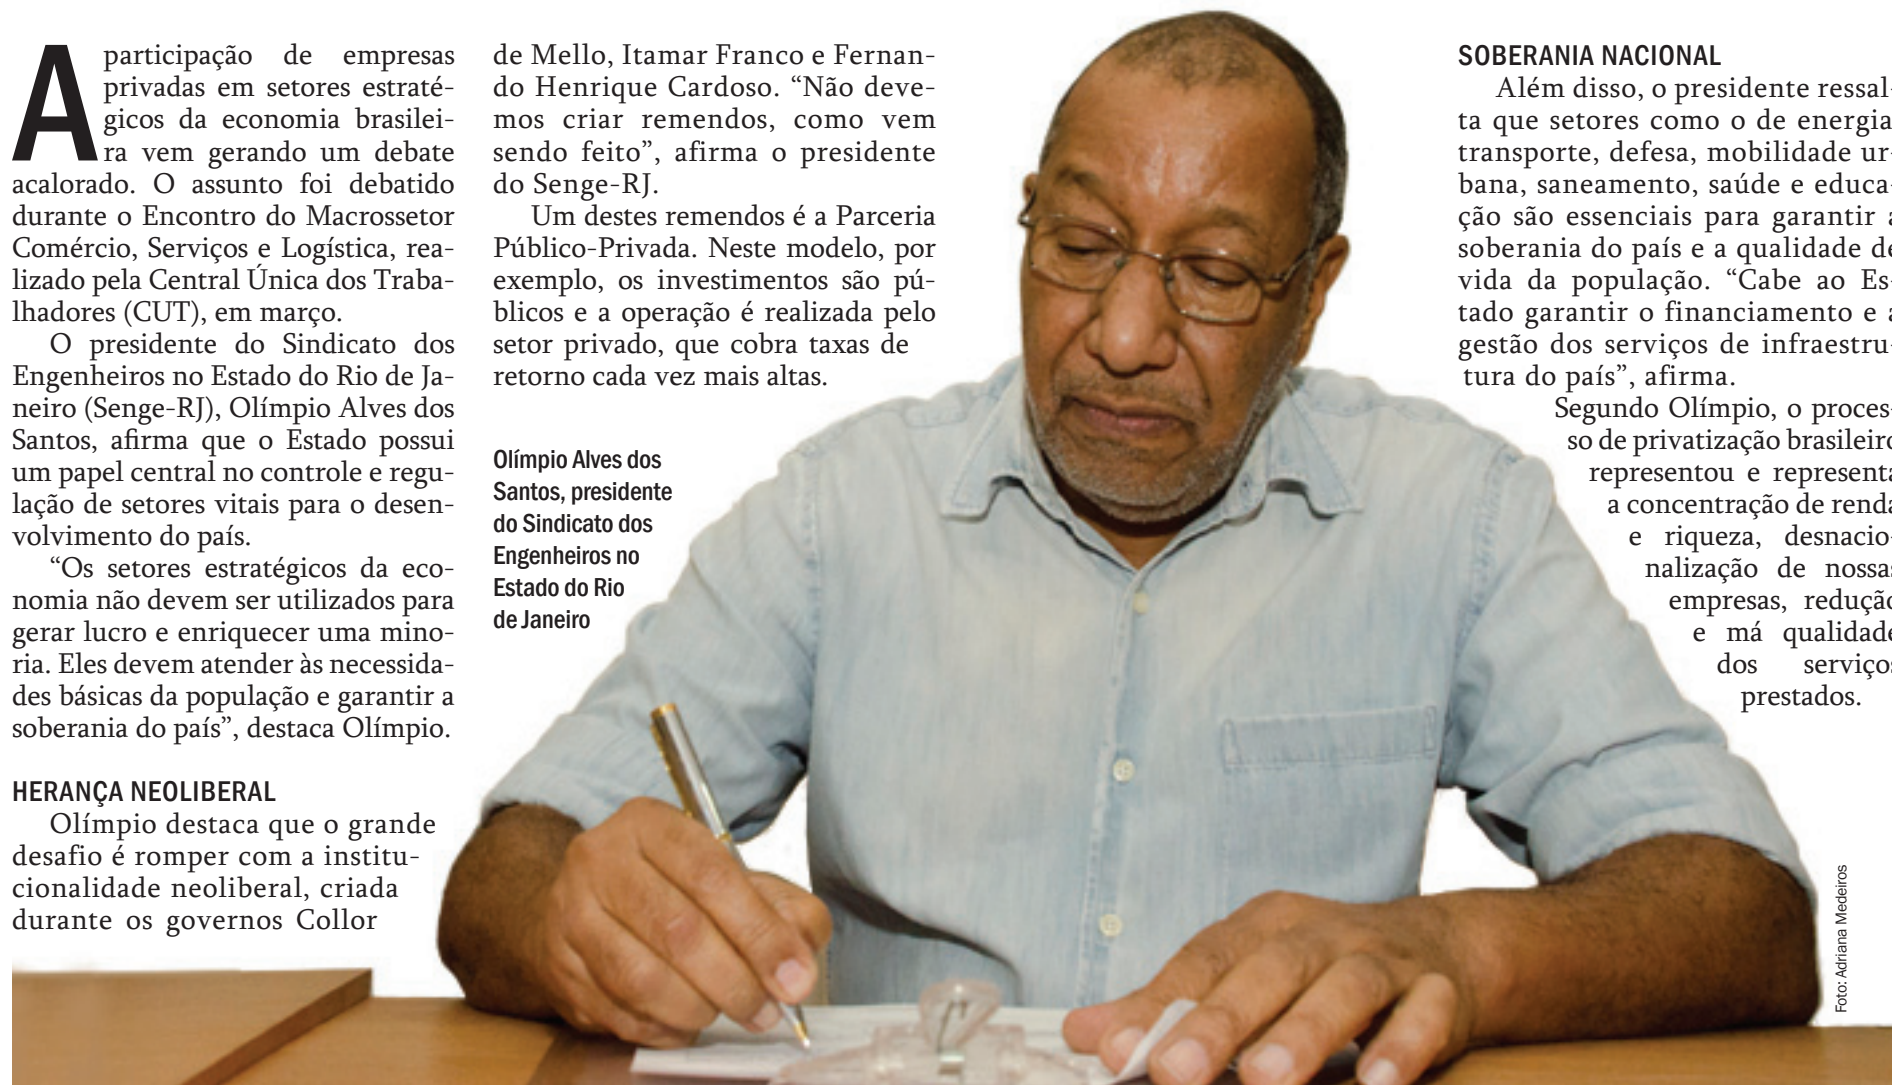 A participação de empresas
privadas em setores estraté-
gicos da economia brasilei-
ra vem gerando um debate
acalorado. O assunto foi debatido
durante o Encontro do Macrossetor
Comércio, Serviços e Logística, rea-
lizado pela Central Única dos Traba-
lhadores (CUT), em março.
O presidente do Sindicato dos
Engenheiros no Estado do Rio de Ja-
neiro (Senge-RJ), Olímpio Alves dos
Santos, afirma que o Estado possui
um papel central no controle e regu-
lação de setores vitais para o desen-
volvimento do país.
“Os setores estratégicos da eco-
nomia não devem ser utilizados para
gerar lucro e enriquecer uma mino-
ria. Eles devem atender às necessida-
des básicas da população e garantir a
soberania do país”, destaca Olímpio.
HERANÇA NEOLIBERAL
Olímpio destaca que o grande
desafio é romper com a institu-
cionalidade neoliberal, criada
durante os governos Collor
de Mello, Itamar Franco e Fernan-
do Henrique Cardoso. “Não deve-
mos criar remendos, como vem
sendo feito”, afirma o presidente
do Senge-RJ.
Um destes remendos é a Parceria
Público-Privada. Neste modelo, por
exemplo, os investimentos são pú-
blicos e a operação é realizada pelo
setor privado, que cobra taxas de
retorno cada vez mais altas.
Olímpio Alves dos
Santos, presidente
do Sindicato dos
Engenheiros no
Estado do Rio
de Janeiro
SOBERANIA NACIONAL
Além disso, o presidente ressal-
ta que setores como o de energia
transporte, defesa, mobilidade ur-
bana, saneamento, saúde e educa-
ção são essenciais para garantir a
soberania do país e a qualidade de
vida da população. “Cabe ao Es-
tado garantir o financiamento e a
gestão dos serviços de infraestru-
tura do país”, afirma.
Segundo Olímpio, o proces-
so de privatização brasileiro
representou e representa
a concentração de renda
e riqueza, desnacio-
nalização de nossas
empresas, redução
e má qualidade
dos serviços
prestados.
Foto: Adriana Medeiros